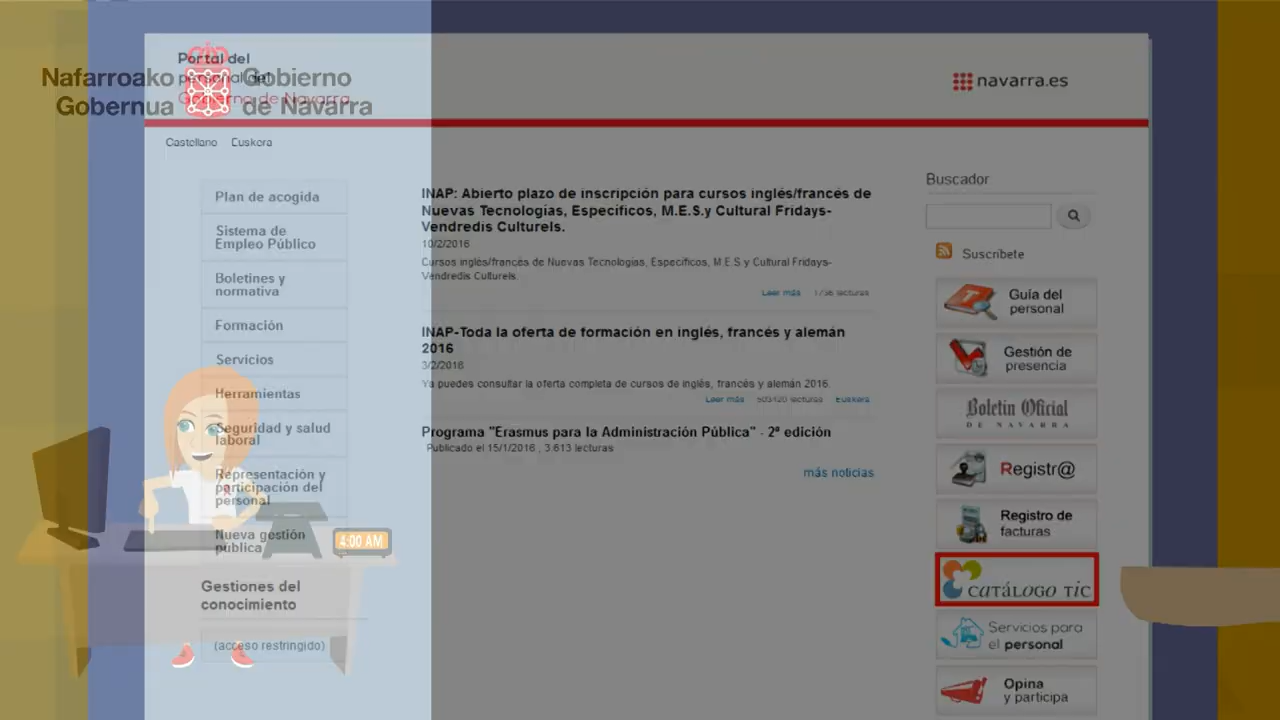 Portal del
personal del
Gobierno de Navarra
Nafarroako
Gobernua
Gobierno
de Navarra
navarra.es
Castellano Euskera
Plan de acogida
Sistema de
Empleo Público
Boletines y
normativa
Formación
Servicios
Herramientas
Seguridad y salud
laboral
Representación y
participación del
personal
Nueva gestión
pública
Gestiones del
conocimiento
(acceso restringido)
4:00 AM
INAP: Abierto plazo de inscripción para cursos inglés/francés de
Nuevas Tecnologías, Específicos, M.E.S.y Cultural Fridays-
Vendredis Culturels.
10/2/2016
Cursos inglés/francés de Nuevas Tecnologías, Específicos, M.E.S.y Cultural Fridays-
Vendredis Culturels.
Leer más 1736 lecturas
INAP-Toda la oferta de formación en inglés, francés y alemán
2016
3/2/2016
Ya puedes consultar la oferta completa de cursos de inglés, francés y alemán 2016.
Leer más lecturas Euskera
Programa "Erasmus para la Administración Pública" - 2ª edición
Publicado el 15/1/2016 , 3.613 lecturas
más noticias
Buscador
Suscríbete
Guía del
personal
Gestión de
presencia
Boletín Oficial
DE NAVARRA
Registr@
Registro de
facturas
CATÁLOGO TIC
Servicios para
el personal
Opina
y participa